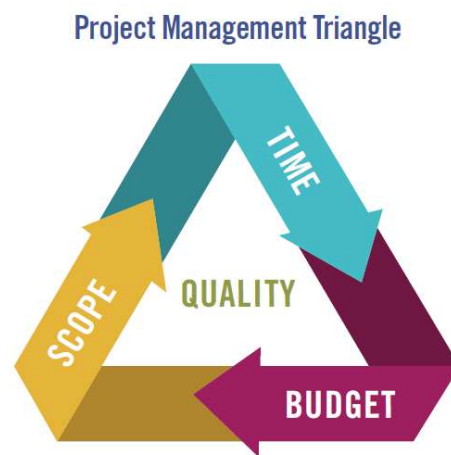 Project Management Triangle
TIME
QUALITY
SCOPE
BUDGET